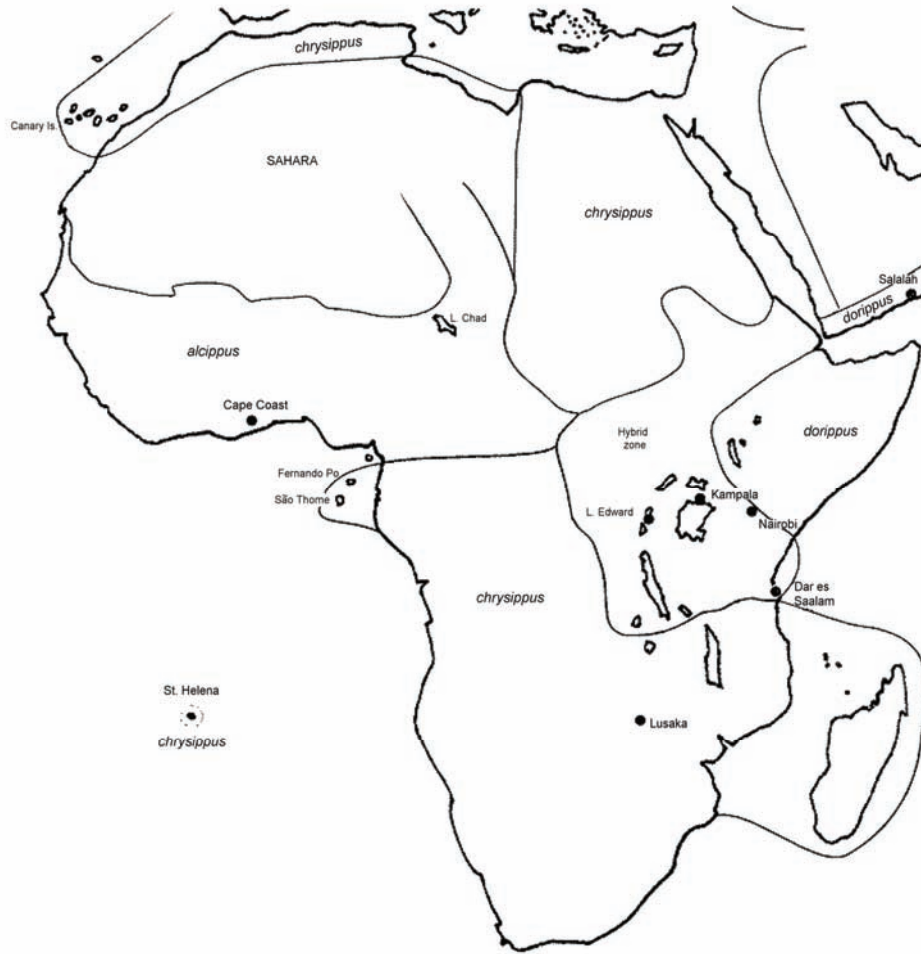 chrysippus
Canary Is.
SAHARA
chrysippus
Salalah
dorippus
L. Chad
alcippus
Cape Coast
dorippus
Hybrid
zone
Fernando Po
São Thome
Kampala
L. Edward
Nairobi
Dar es
Saalam
chrysippus
St. Helena
chrysippus
Lusaka